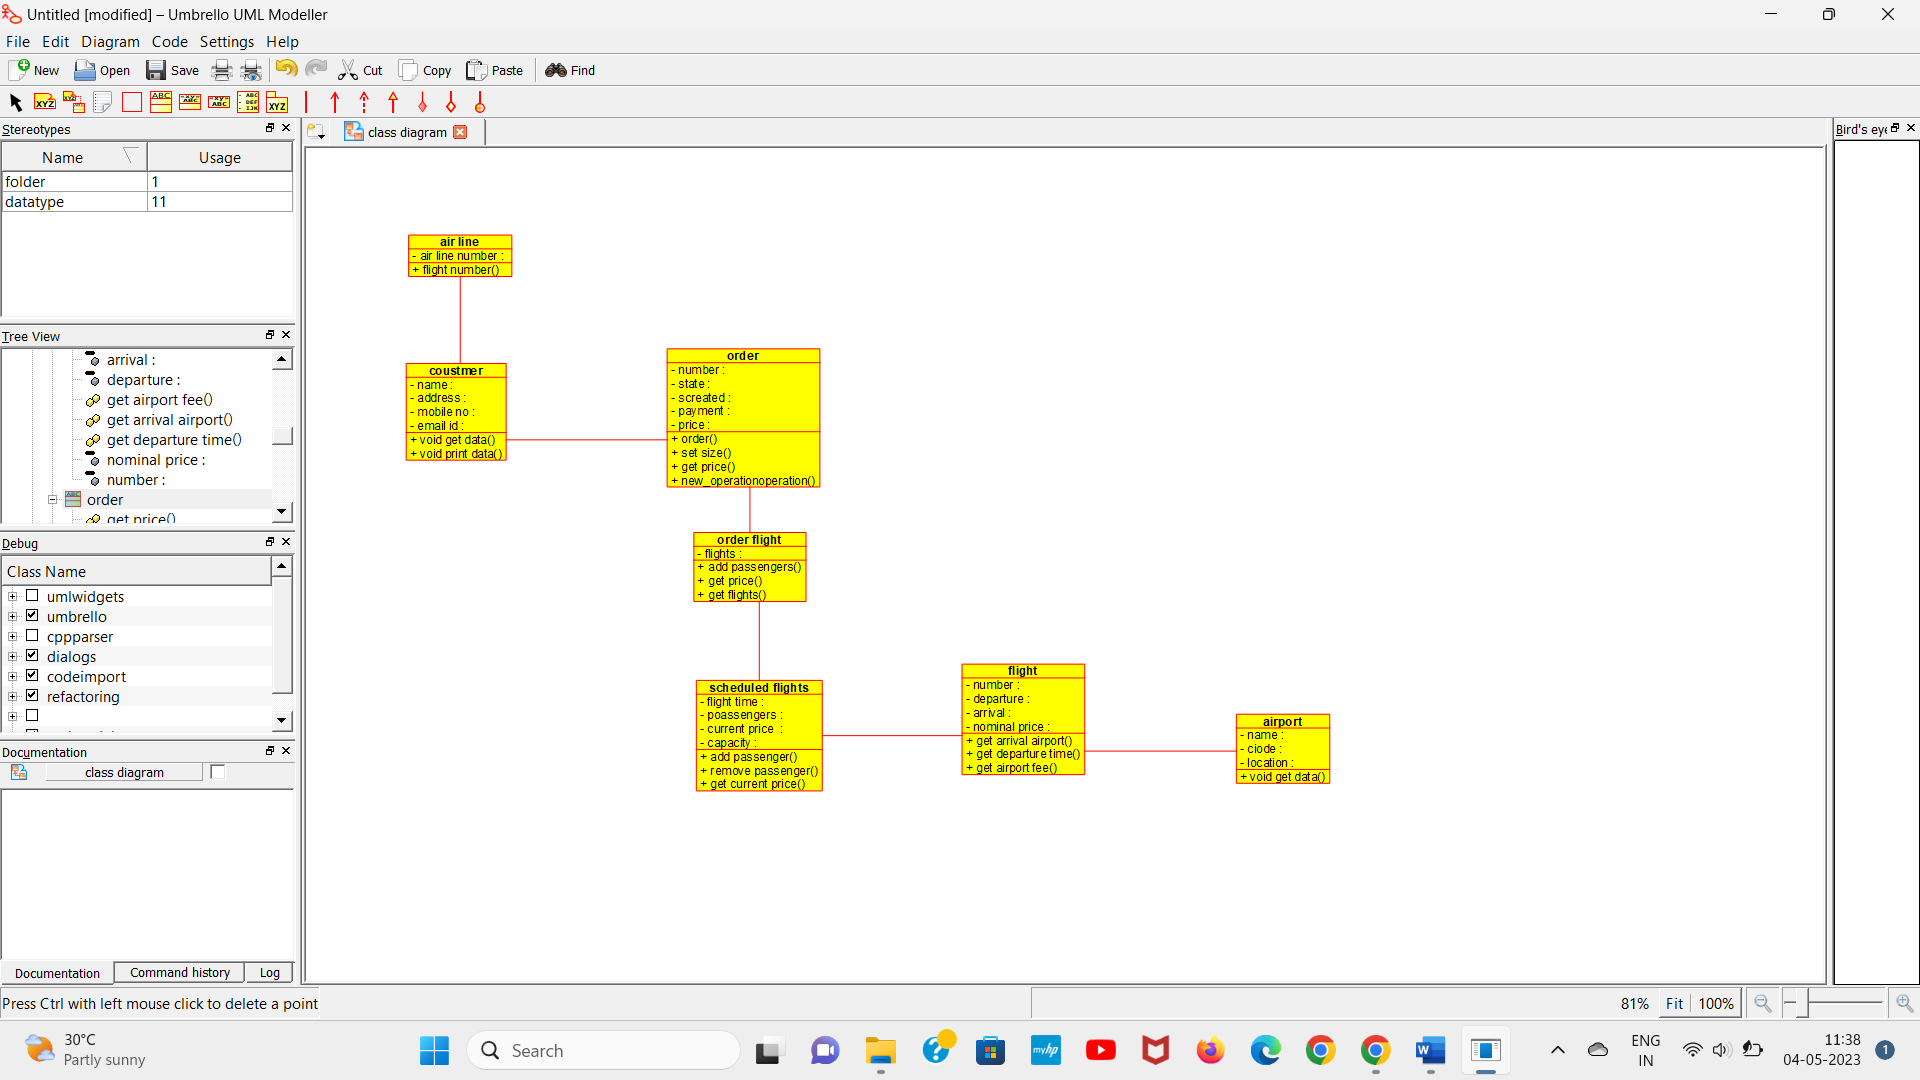 Untitled [modified] – Umbrello UML Modeller
File Edit Diagram Code Settings Help
New Open Save Cut Copy Paste Find
Stereotypes
Name Usage
folder 1
datatype 11
Tree View
arrival :
departure :
get airport fee()
get arrival airport()
get departure time()
nominal price :
number :
order
get price()
Debug
Class Name
umlwidgets
umbrello
cppparser
dialogs
codeimport
refactoring
Documentation
class diagram
Documentation Command history Log
Press Ctrl with left mouse click to delete a point
class diagram
air line
- air line number :
+ flight number()
coustmer
- name :
- address :
- mobile no :
- email id :
+ void get data()
+ void print data()
order
- number :
- state :
- screated :
- payment :
- price :
+ order()
+ set size()
+ get price()
+ new_operationoperation()
order flight
- flights :
+ add passengers()
+ get price()
+ get flights()
scheduled flights
- flight time :
- poassengers :
- current price :
- capacity :
+ add passenger()
+ remove passenger()
+ get current price()
flight
- number :
- departure :
- arrival :
- nominal price :
+ get arrival airport()
+ get departure time()
+ get airport fee()
airport
- name :
- ciode :
- location :
+ void get data()
Bird's eye
81% Fit 100%
30°C
Partly sunny
Search
myhp
ENG
IN
11:38
04-05-2023
1